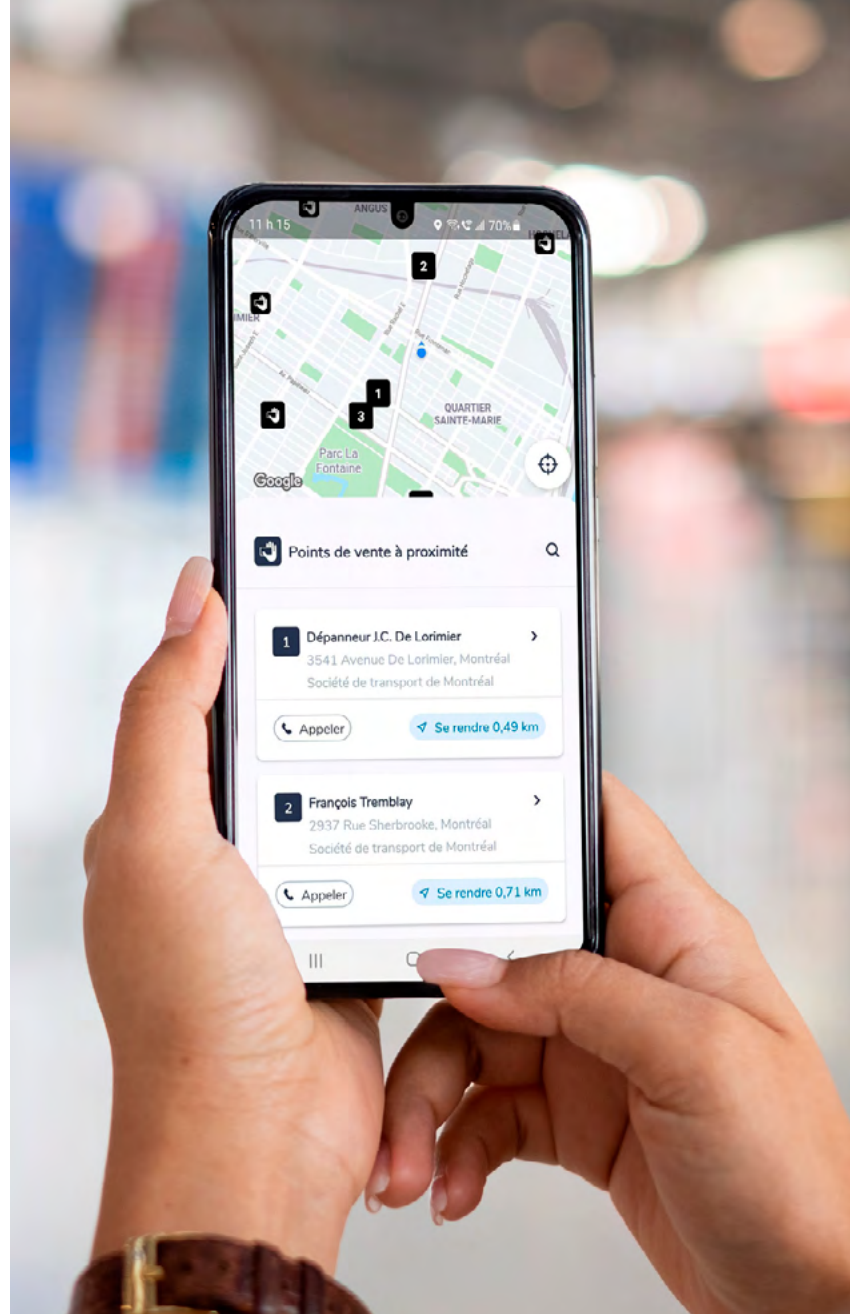 ANGUS
11 h 15
70%
2
1
3
QUARTIER
SAINTE-MARIE
Parc La
Fontaine
Google
Points de vente à proximité
1
Dépanneur J.C. De Lorimier
3541 Avenue De Lorimier, Montréal
Société de transport de Montréal
Appeler
Se rendre 0,49 km
2
François Tremblay
2937 Rue Sherbrooke, Montréal
Société de transport de Montréal
Appeler
Se rendre 0,71 km